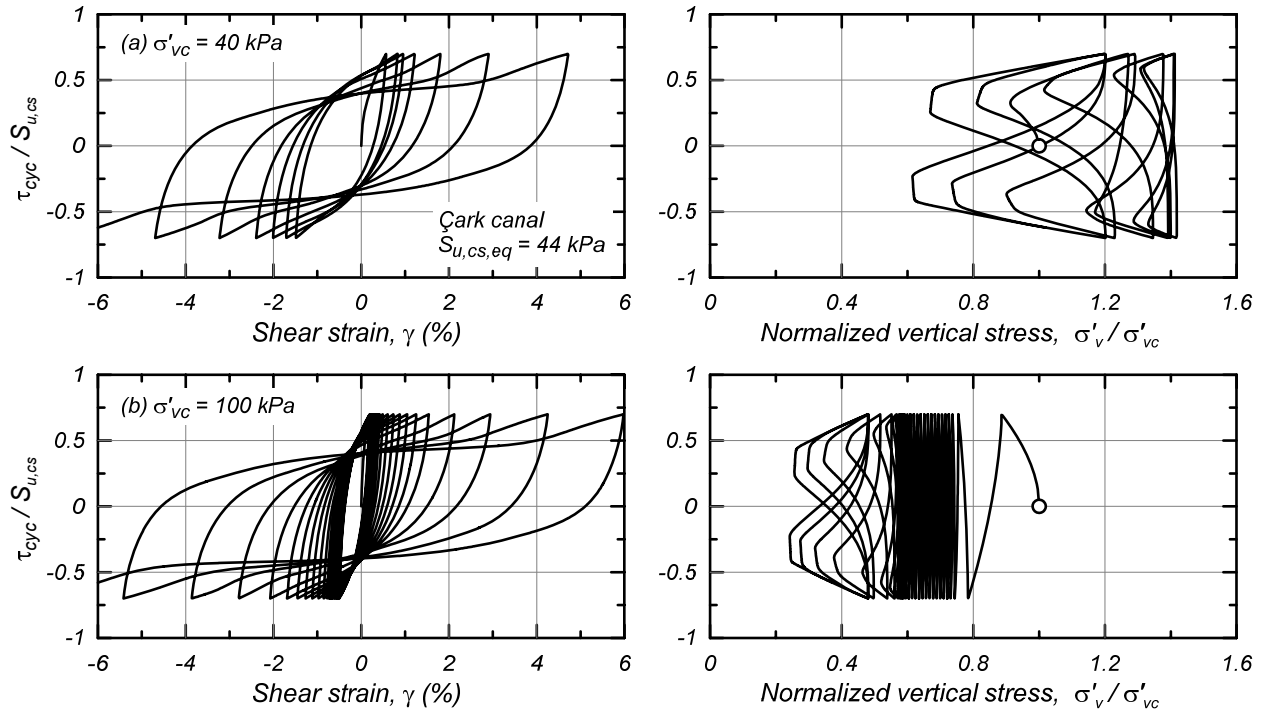 1
0.5
0
-0.5
-1
τcyc / Su,cs
(a) σ'vc = 40 kPa
Çark canal
Su,cs,eq = 44 kPa
-6 -4 -2 0 2 4 6
Shear strain, γ (%)
1
0.5
0
-0.5
-1
0 0.4 0.8 1.2 1.6
Normalized vertical stress, σ'v / σ'vc
1
0.5
0
-0.5
-1
τcyc / Su,cs
(b) σ'vc = 100 kPa
-6 -4 -2 0 2 4 6
Shear strain, γ (%)
1
0.5
0
-0.5
-1
0 0.4 0.8 1.2 1.6
Normalized vertical stress, σ'v / σ'vc